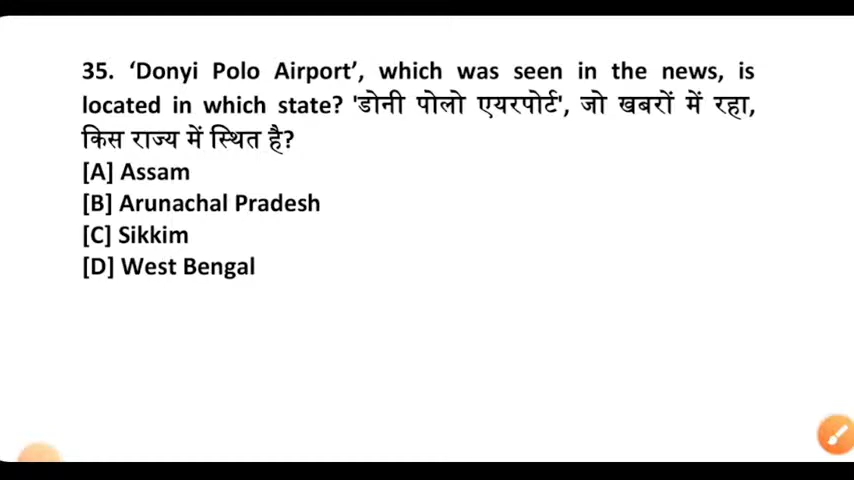 35. ‘Donyi Polo Airport’, which was seen in the news, is
located in which state? 'डोनी पोलो एयरपोर्ट', जो खबरों में रहा,
किस राज्य में स्थित है?
[A] Assam
[B] Arunachal Pradesh
[C] Sikkim
[D] West Bengal